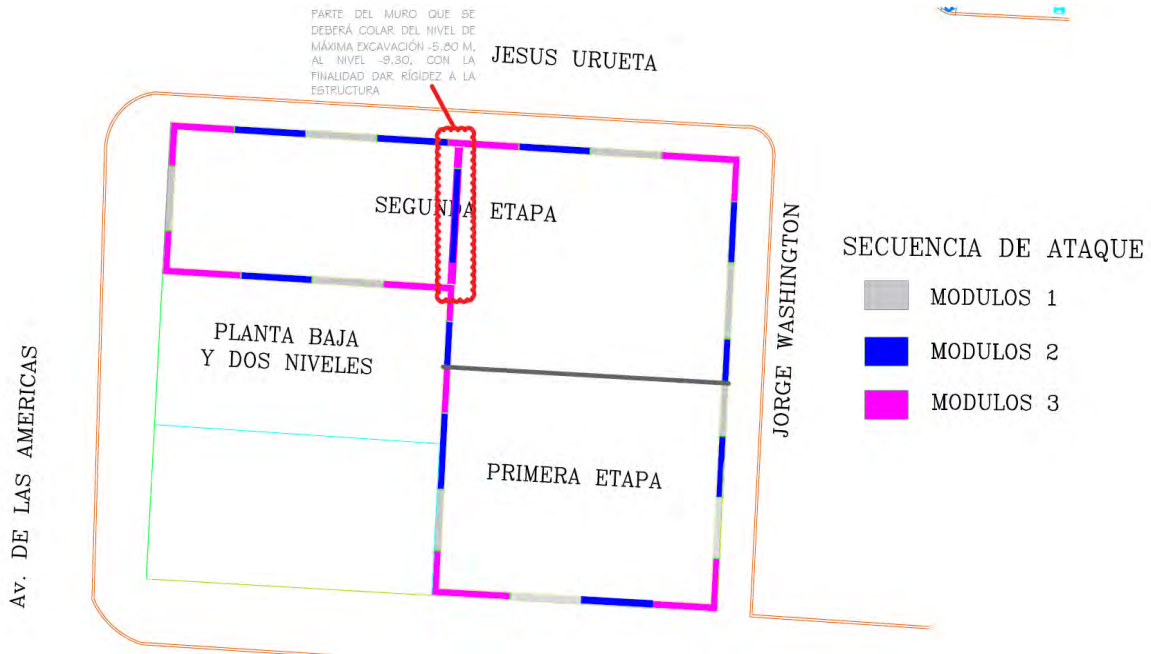 PARTE DEL MURO QUE SE
DEBERÁ COLAR DEL NIVEL DE
MÁXIMA EXCAVACIÓN -5.80 M.
AL NIVEL -9.30, CON LA
FINALIDAD DAR RÍGIDEZ A LA
ESTRUCTURA
JESUS URUETA
SEGUNDA ETAPA
JORGE WASHINGTON
SECUENCIA DE ATAQUE
MODULOS 1
MODULOS 2
MODULOS 3
PLANTA BAJA
Y DOS NIVELES
PRIMERA ETAPA
Av. DE LAS AMERICAS